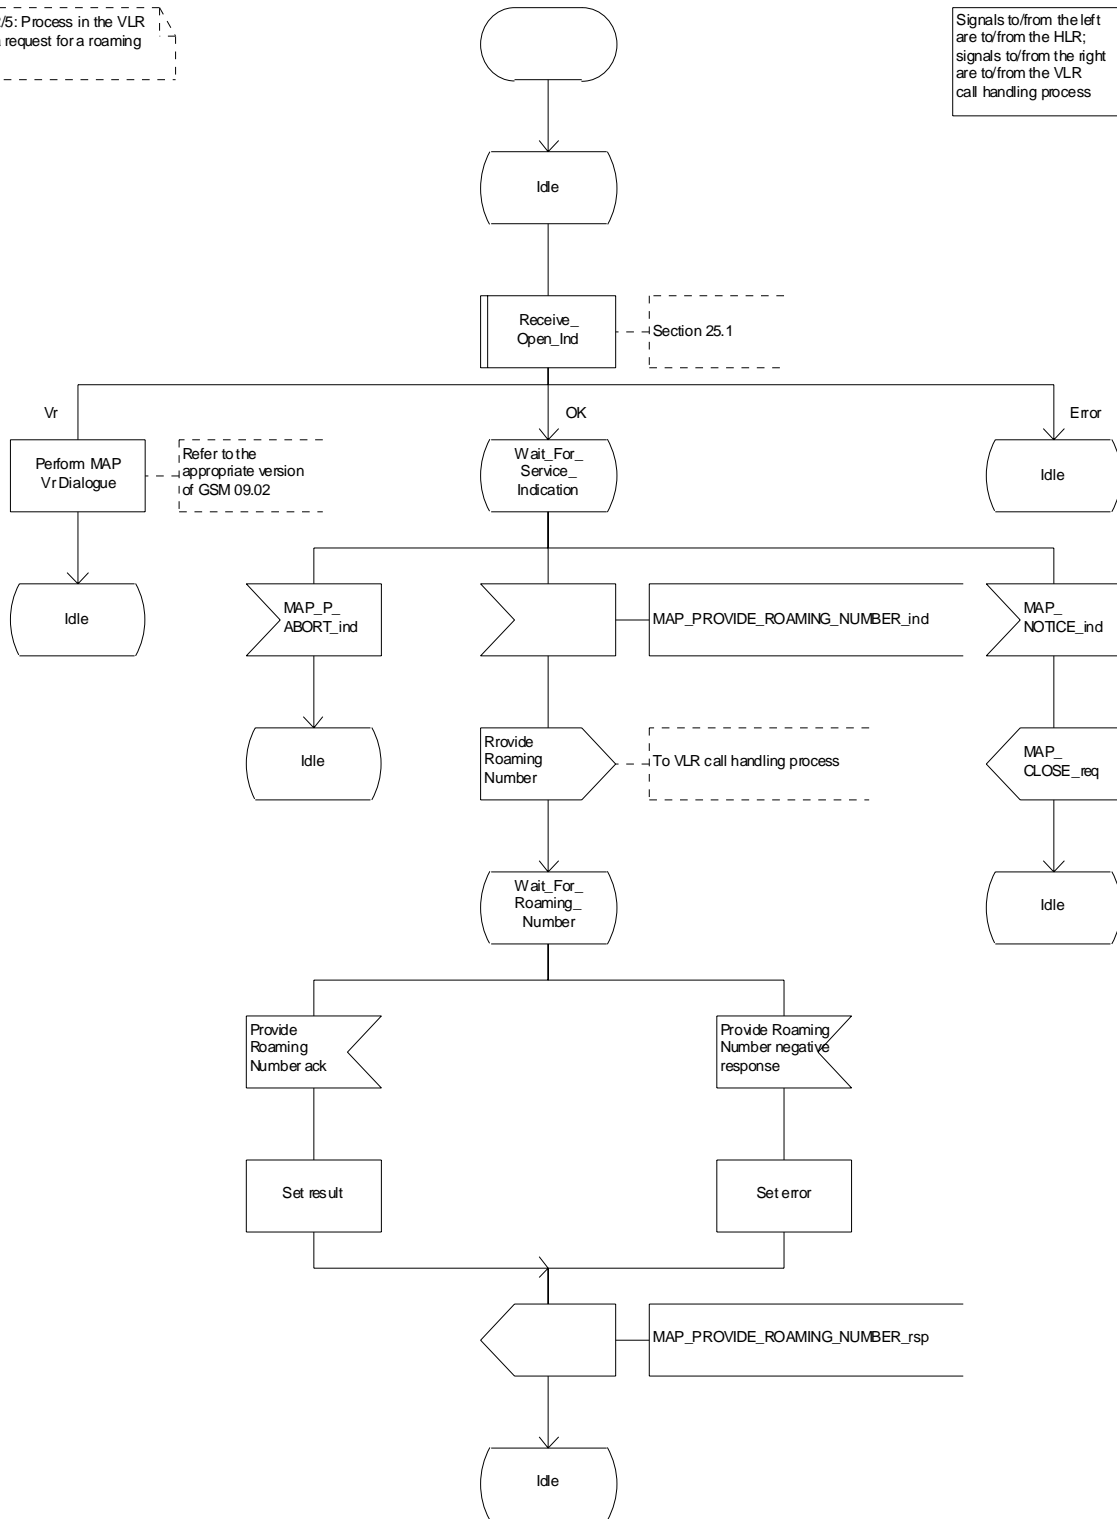 /5: Process in the VLR
request for a roaming
Signals to/from the left
are to/from the HLR;
signals to/from the right
are to/from the VLR
call handling process
Idle
Receive_
Open_Ind
Section 25.1
Vr
OK
Error
Perform MAP
Vr Dialogue
Refer to the
appropriate version
of GSM 09.02
Wait_For_
Service_
Indication
Idle
Idle
MAP_P_
ABORT_ind
MAP_PROVIDE_ROAMING_NUMBER_ind
MAP_
NOTICE_ind
Idle
Rrovide
Roaming
Number
To VLR call handling process
MAP_
CLOSE_req
Wait_For_
Roaming_
Number
Idle
Provide
Roaming
Number ack
Provide Roaming
Number negative
response
Set result
Set error
MAP_PROVIDE_ROAMING_NUMBER_rsp
Idle